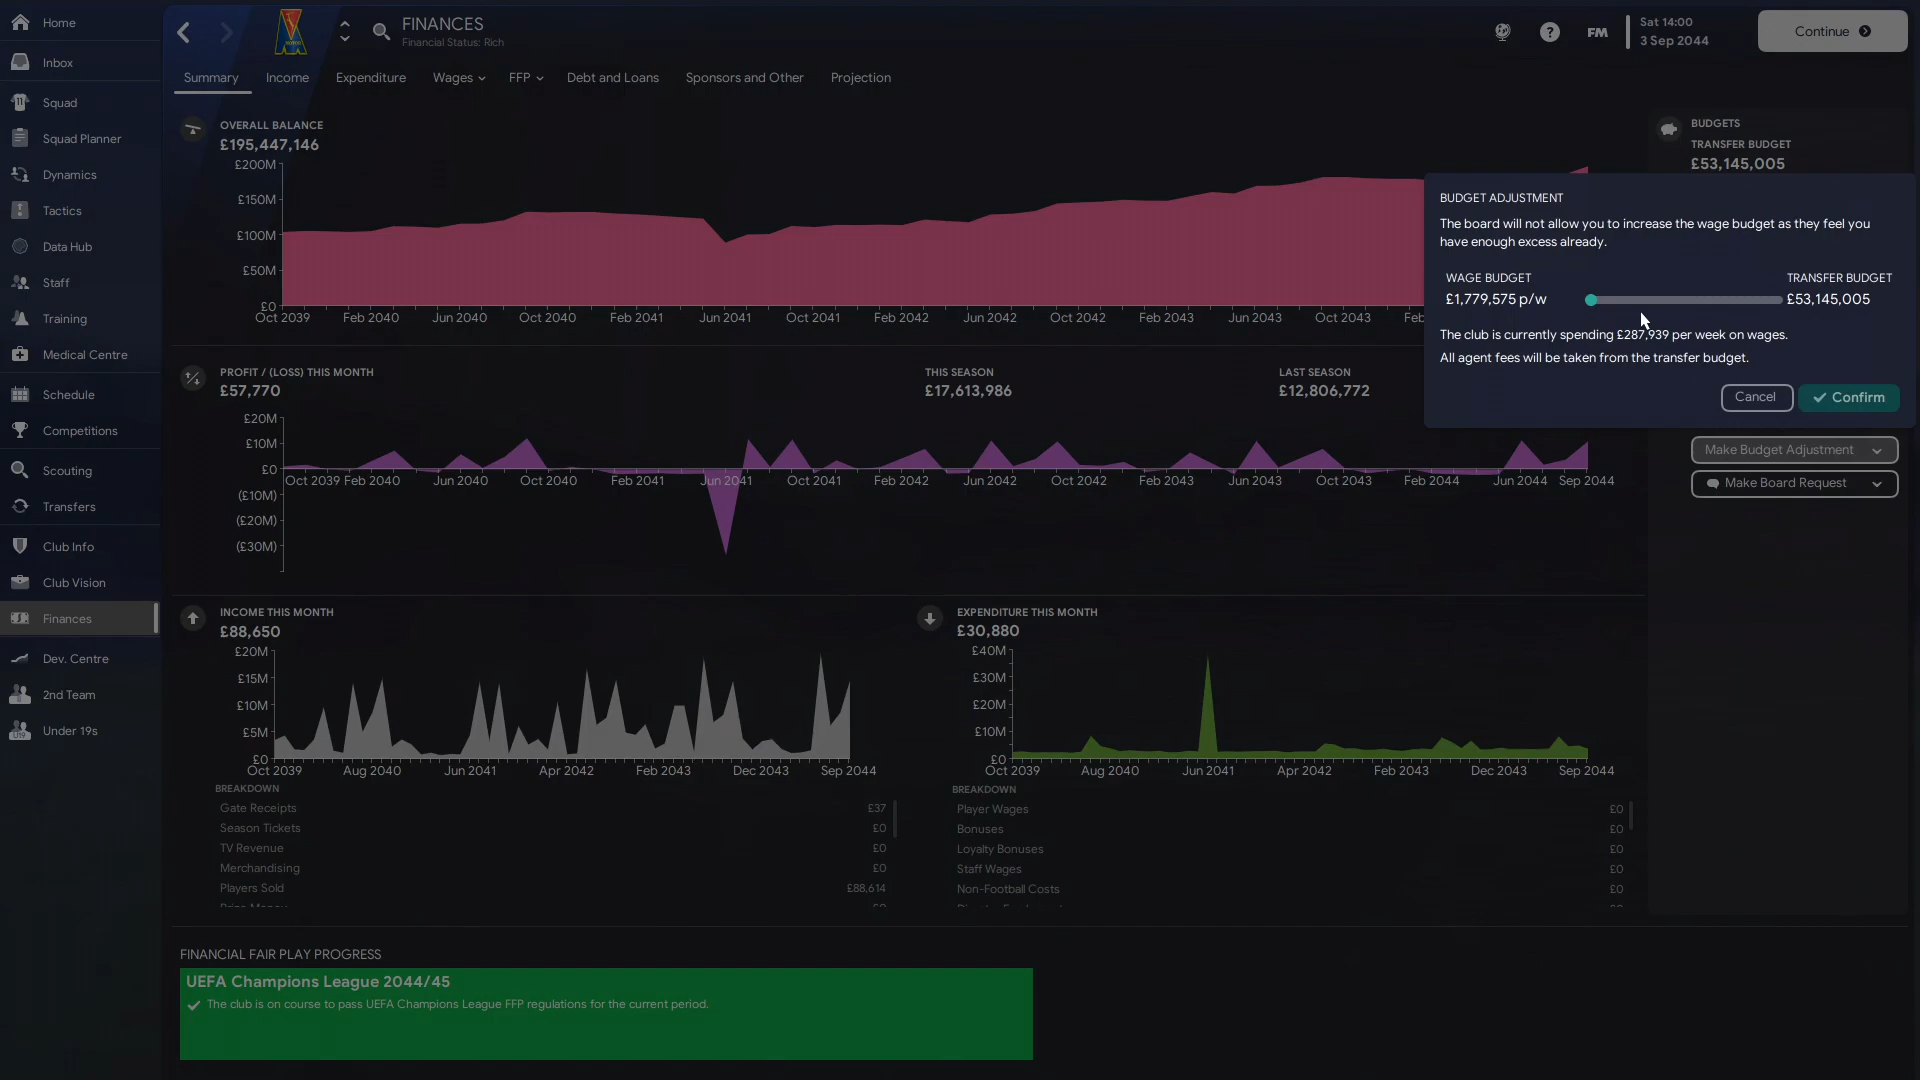 Home
Inbox
Squad
Squad Planner
Dynamics
Tactics
Data Hub
Staff
Training
Medical Centre
Schedule
Competitions
Scouting
Transfers
Club Info
Club Vision
Finances
Dev. Centre
2nd Team
Under 19s
FINANCES
Financial Status: Rich
FM
Sat 14:00
3 Sep 2044
Continue
Summary Income Expenditure Wages FFP Debt and Loans Sponsors and Other Projection
OVERALL BALANCE
£195,447,146
£200M
£150M
£100M
£50M
£0
Oct 2039 Feb 2040 Jun 2040 Oct 2040 Feb 2041 Jun 2041 Oct 2041 Feb 2042 Jun 2042 Oct 2042 Feb 2043 Jun 2043 Oct 2043 Feb
BUDGETS
TRANSFER BUDGET
£53,145,005
BUDGET ADJUSTMENT
The board will not allow you to increase the wage budget as they feel you
have enough excess already.
WAGE BUDGET TRANSFER BUDGET
£1,779,575 p/w £53,145,005
The club is currently spending £287,939 per week on wages.
All agent fees will be taken from the transfer budget.
Cancel Confirm
Make Budget Adjustment
Make Board Request
PROFIT / (LOSS) THIS MONTH
£57,770
THIS SEASON
£17,613,986
LAST SEASON
£12,806,772
£20M
£10M
£0
(£10M)
(£20M)
(£30M)
Oct 2039 Feb 2040 Jun 2040 Oct 2040 Feb 2041 Jun 2041 Oct 2041 Feb 2042 Jun 2042 Oct 2042 Feb 2043 Jun 2043 Oct 2043 Feb 2044 Jun 2044 Sep 2044
INCOME THIS MONTH
£88,650
£20M
£15M
£10M
£5M
£0
Oct 2039 Aug 2040 Jun 2041 Apr 2042 Feb 2043 Dec 2043 Sep 2044
BREAKDOWN
Gate Receipts £37
Season Tickets £0
TV Revenue £0
Merchandising £0
Players Sold £88,614
EXPENDITURE THIS MONTH
£30,880
£40M
£30M
£20M
£10M
£0
Oct 2039 Aug 2040 Jun 2041 Apr 2042 Feb 2043 Dec 2043 Sep 2044
BREAKDOWN
Player Wages £0
Bonuses £0
Loyalty Bonuses £0
Staff Wages £0
Non-Football Costs £0
FINANCIAL FAIR PLAY PROGRESS
UEFA Champions League 2044/45
The club is on course to pass UEFA Champions League FFP regulations for the current period.